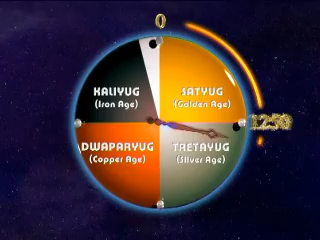 0
KALIYUG
(Iron Age)
SATYUG
(Golden Age)
1250
DWAPARYUG
(Copper Age)
TRETAYUG
(Silver Age)